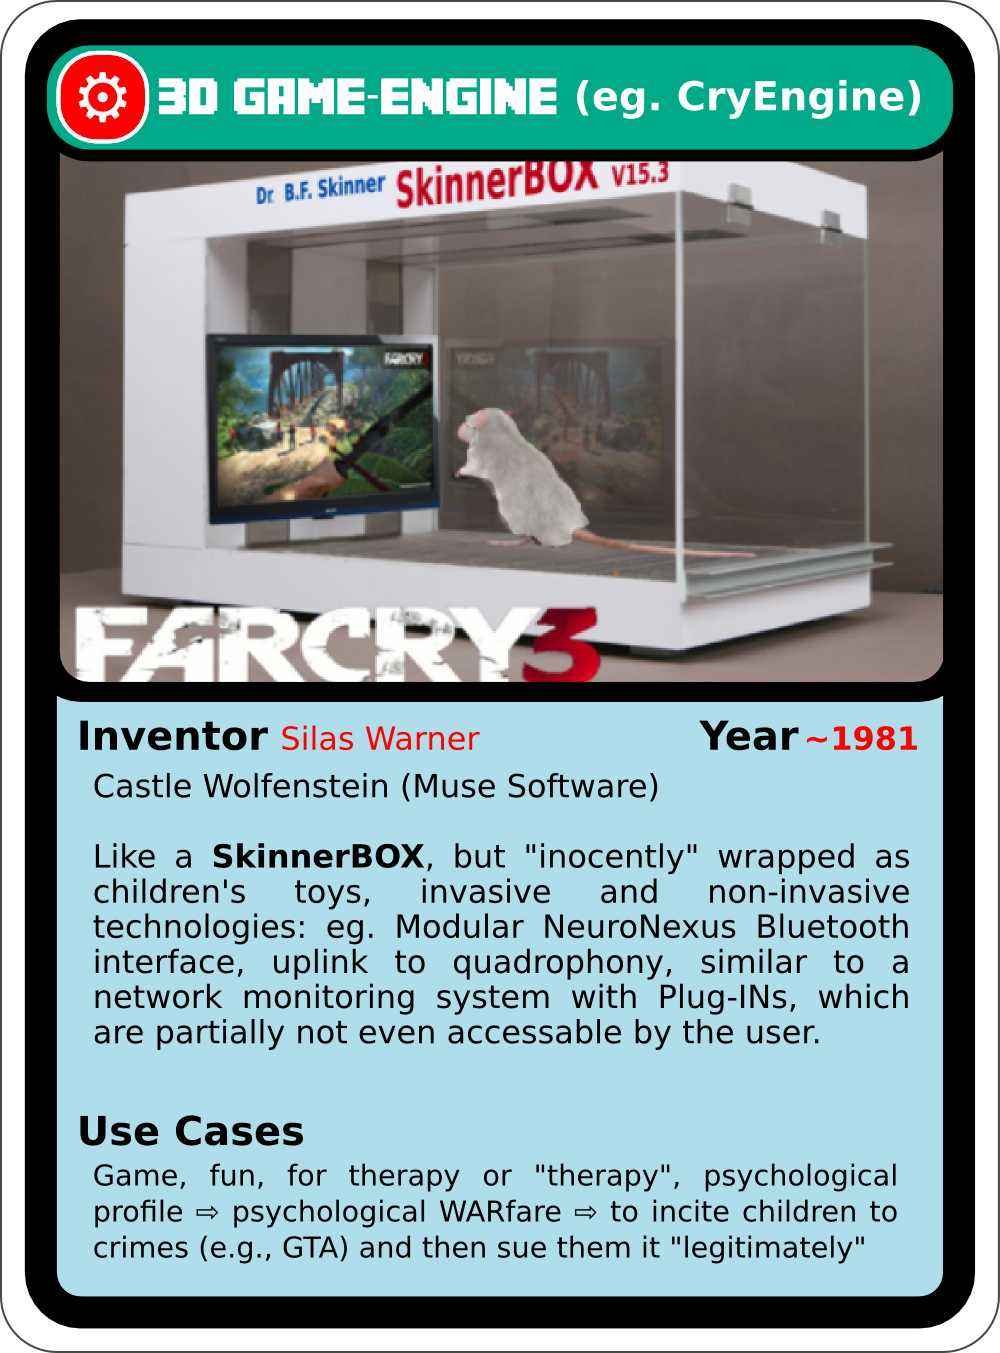 3D GAME-ENGINE (eg. CryEngine)
Dr. B.F. Skinner SkinnerBOX V15.3
FARCRY3
FARCRY3
Inventor Silas Warner Year ~1981
Castle Wolfenstein (Muse Software)
Like a SkinnerBOX, but "inocently" wrapped as
children's toys, invasive and non-invasive
technologies: eg. Modular NeuroNexus Bluetooth
interface, uplink to quadrophony, similar to a
network monitoring system with Plug-INs, which
are partially not even accessable by the user.
Use Cases
Game, fun, for therapy or "therapy", psychological
profile ⇨ psychological WARfare ⇨ to incite children to
crimes (e.g., GTA) and then sue them it "legitimately"